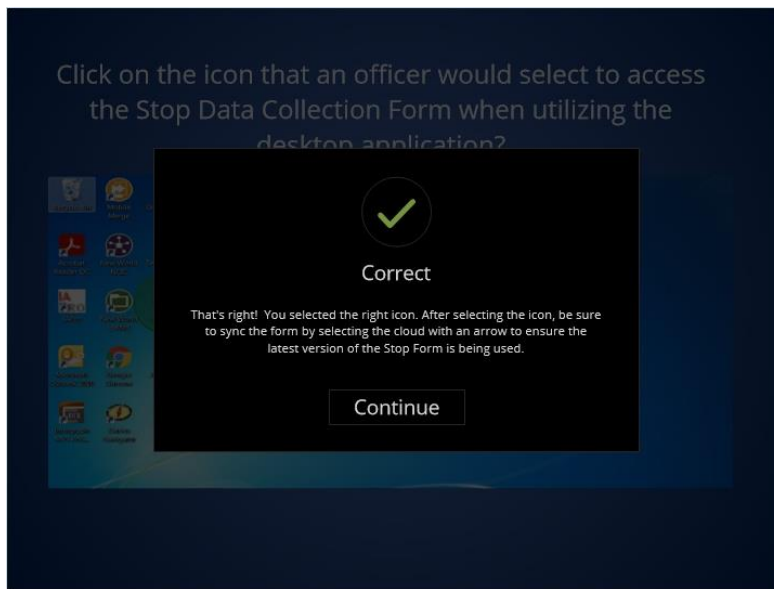 Click on the icon that an officer would select to access
the Stop Data Collection Form when utilizing the
desktop application?
Correct
That's right! You selected the right icon. After selecting the icon, be sure
to sync the form by selecting the cloud with an arrow to ensure the
latest version of the Stop Form is being used.
Continue